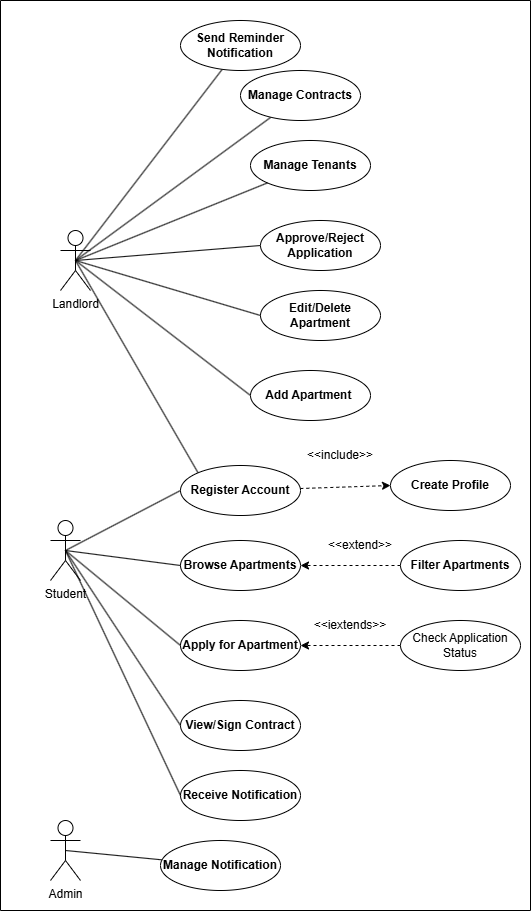 Send Reminder
Notification
Manage Contracts
Manage Tenants
Approve/Reject
Application
Landlord
Edit/Delete
Apartment
Add Apartment
<<include>>
Register Account
Create Profile
<<extend>>
Student
Browse Apartments
Filter Apartments
<<iextends>>
Apply for Apartment
Check Application
Status
View/Sign Contract
Receive Notification
Manage Notification
Admin